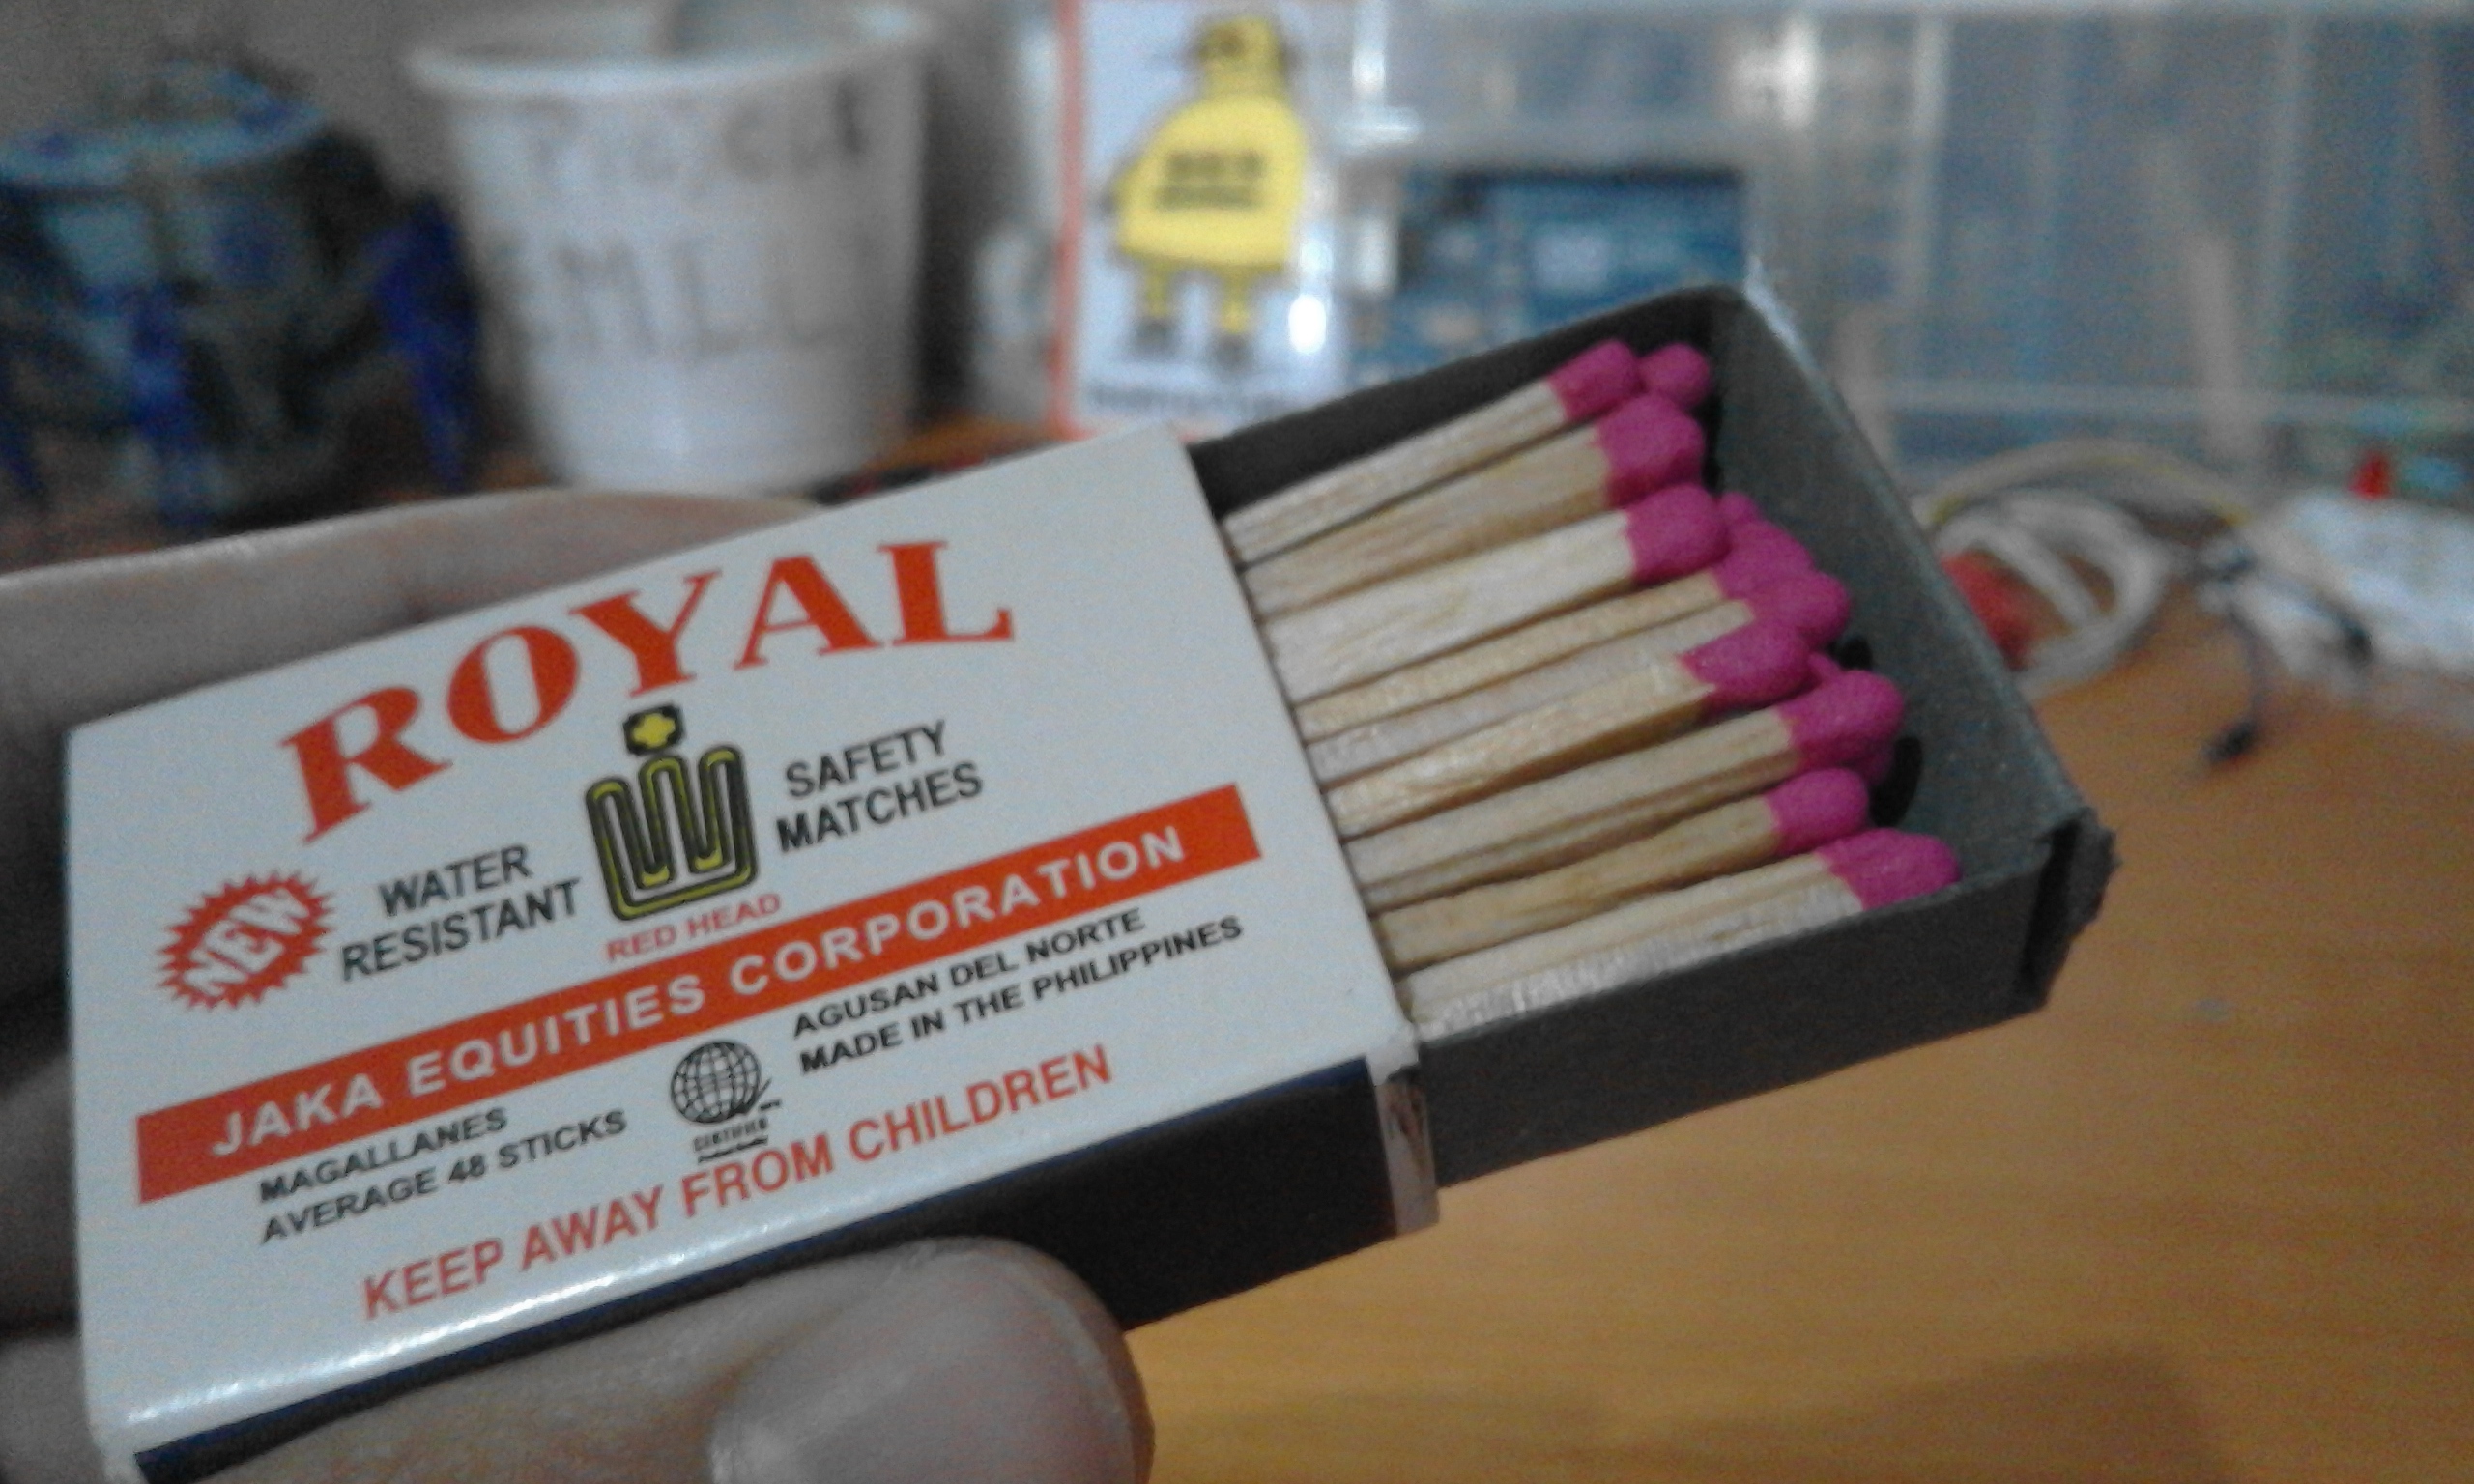 ROYAL
WATER
RESISTANT
SAFETY
MATCHES
NEW
RED HEAD
JAKA EQUITIES CORPORATION
MAGALLANES
AVERAGE 48 STICKS
AGUSAN DEL NORTE
MADE IN THE PHILIPPINES
CERTIFIED
KEEP AWAY FROM CHILDREN